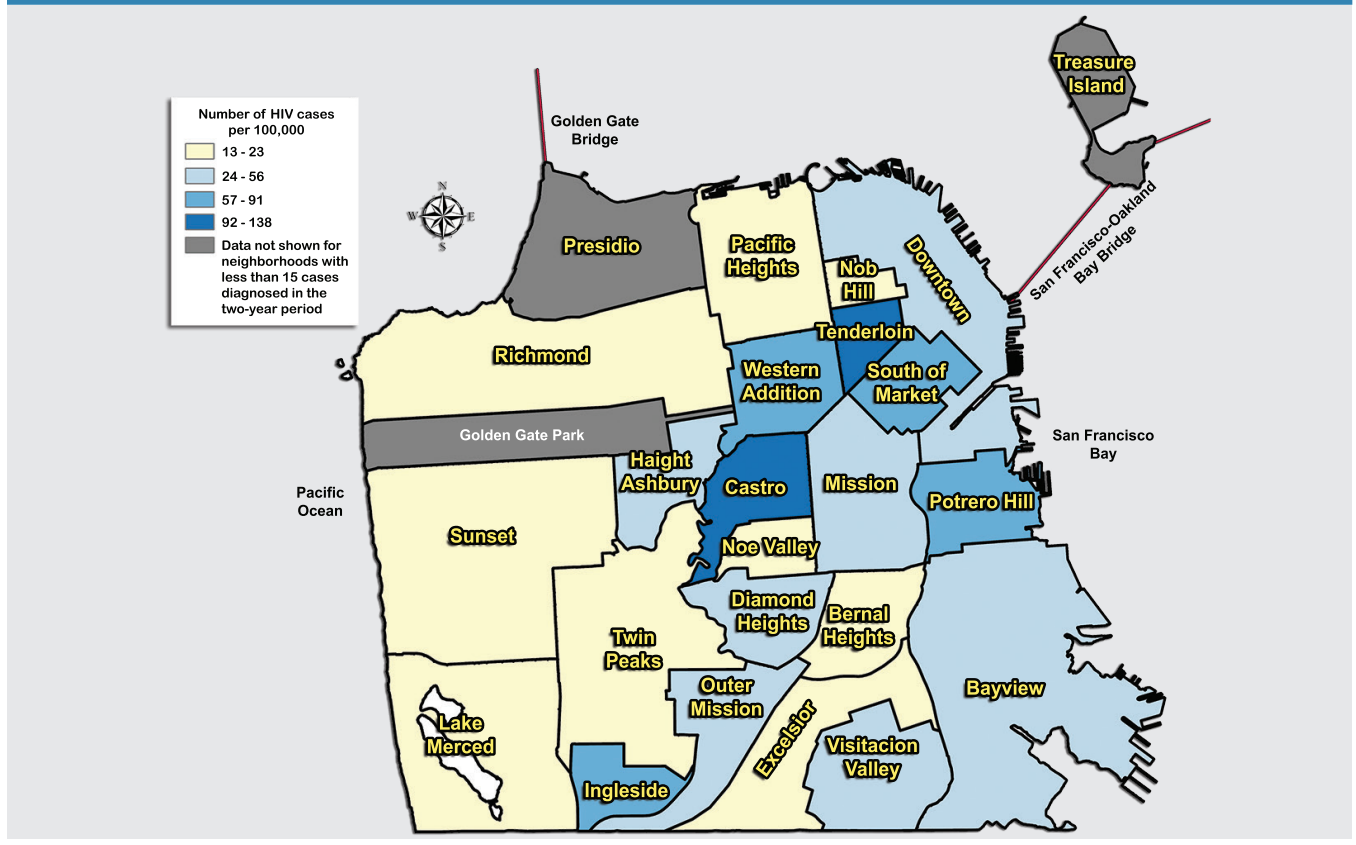 Treasure
Island
Number of HIV cases
per 100,000
13 - 23
24 - 56
57 - 91
92 - 138
Data not shown for
neighborhoods with
less than 15 cases
diagnosed in the
two-year period
Golden Gate
Bridge
N
W
E
S
San Francisco-Oakland
Bay Bridge
Presidio
Pacific
Heights
Nob
Hill
Downtown
Tenderloin
Richmond
Western
Addition
South of
Market
Golden Gate Park
San Francisco
Bay
Haight
Ashbury
Castro
Mission
Potrero Hill
Pacific
Ocean
Sunset
Noe Valley
Diamond
Heights
Bernal
Heights
Twin
Peaks
Outer
Mission
Bayview
Lake
Merced
Excelsior
Visitacion
Valley
Ingleside